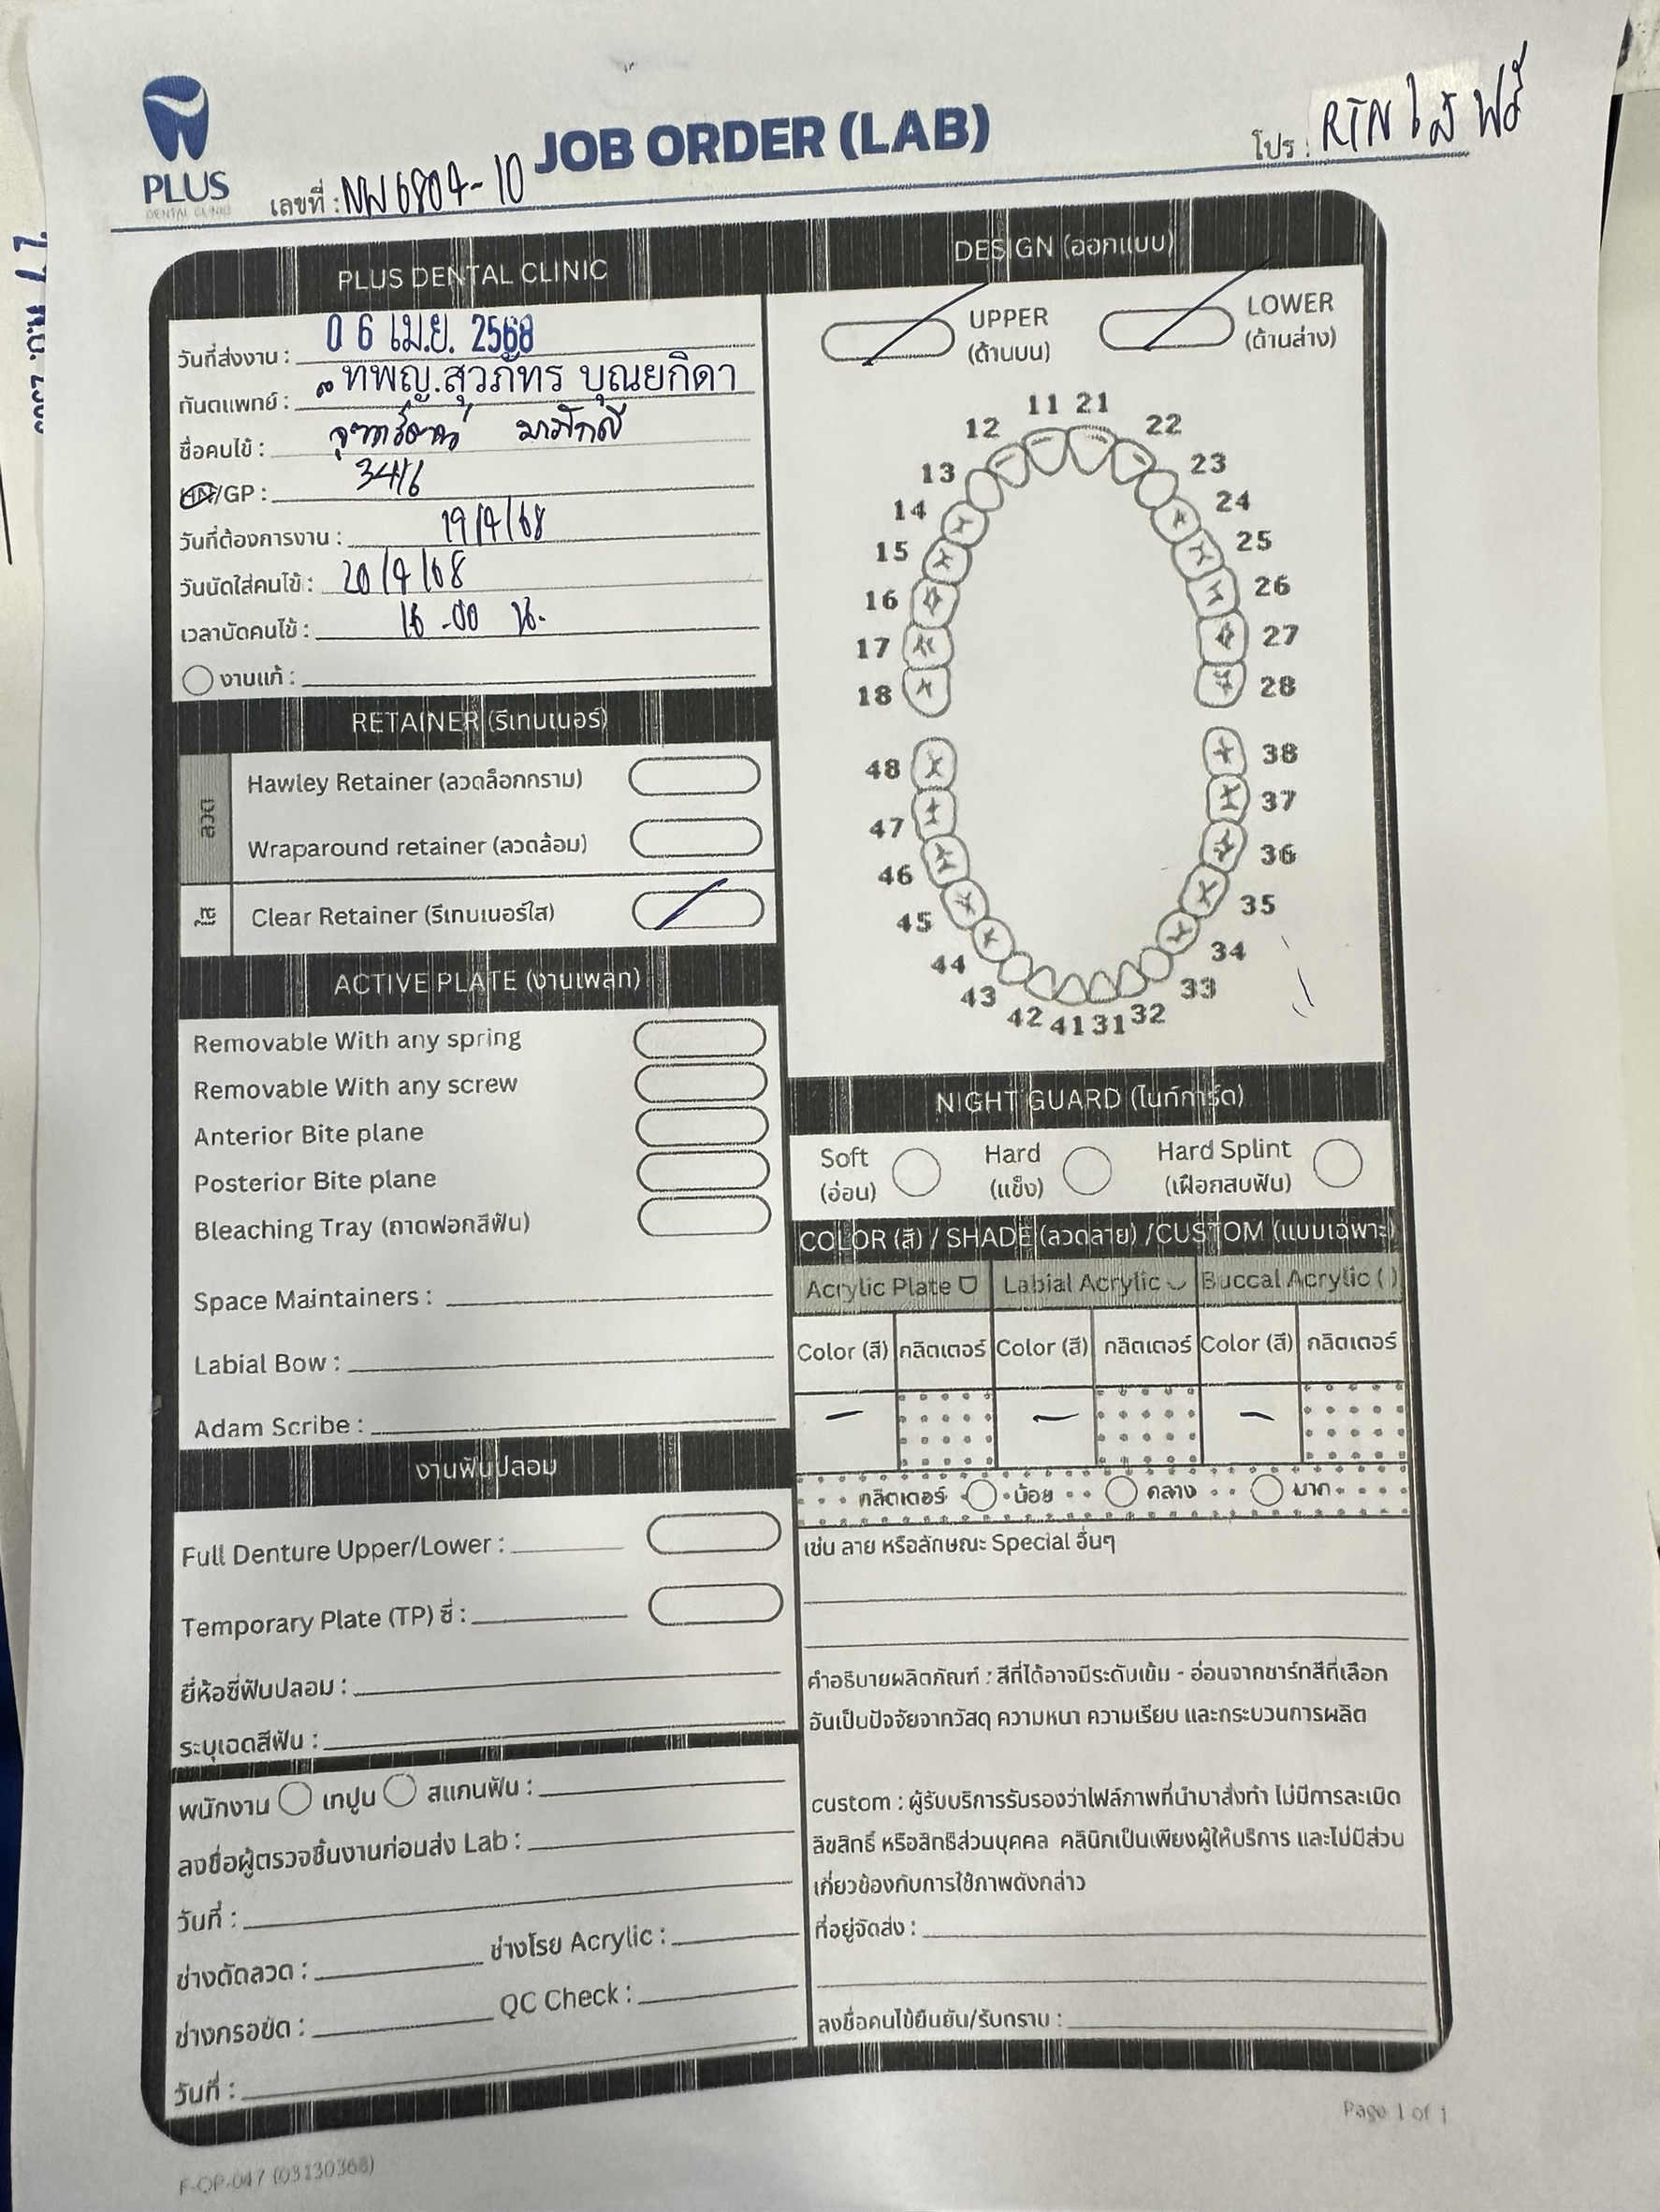 PLUS
DENTAL CLINIC
JOB ORDER (LAB)
เลขที่ : NW6804-10
โปร : RTN ใส ฟรี
PLUS DENTAL CLINIC
วันที่ส่งงาน : 0 6 เม.ย. 2568
ทันตแพทย์ : ทพญ.สุวภัทร บุณยกิดา
ชื่อคนไข้ :
HN/GP : 3416
วันที่ต้องการงาน : 19/4/68
วันนัดใส่คนไข้ : 20/4/68
เวลานัดคนไข้ : 16.00 น.
งานแก้ :
RETAINER (รีเทนเนอร์)
ลวด
Hawley Retainer (ลวดล็อกกราม)
Wraparound retainer (ลวดล้อม)
ใส
Clear Retainer (รีเทนเนอร์ใส)
ACTIVE PLATE (งานเพลท)
Removable With any spring
Removable With any screw
Anterior Bite plane
Posterior Bite plane
Bleaching Tray (ถาดฟอกสีฟัน)
Space Maintainers :
Labial Bow :
Adam Scribe :
งานฟันปลอม
Full Denture Upper/Lower :
Temporary Plate (TP) ซี่ :
ยี่ห้อซี่ฟันปลอม :
ระบุเฉดสีฟัน :
พนักงาน เทปูน สแกนฟัน :
ลงชื่อผู้ตรวจชิ้นงานก่อนส่ง Lab :
วันที่ :
ช่างดัดลวด : ช่างโรย Acrylic :
ช่างกรอขัด : QC Check :
วันที่ :
DESIGN (ออกแบบ)
UPPER
(ด้านบน)
LOWER
(ด้านล่าง)
11 21
12 22
13 23
14 24
15 25
16 26
17 27
18 28
48 38
47 37
46 36
45 35
44 34
43 33
42 41 31 32
NIGHT GUARD (ไนท์การ์ด)
Soft Hard Hard Splint
(อ่อน) (แข็ง) (เฝือกสบฟัน)
COLOR (สี) / SHADE (ลวดลาย) /CUSTOM (แบบเฉพาะ)
Acrylic Plate Labial Acrylic Buccal Acrylic ( )
Color (สี) กลิตเตอร์ Color (สี) กลิตเตอร์ Color (สี) กลิตเตอร์
- - -
กลิตเตอร์ น้อย กลาง มาก
เช่น ลาย หรือลักษณะ Special อื่นๆ
คำอธิบายผลิตภัณฑ์ : สีที่ได้อาจมีระดับเข้ม - อ่อนจากชาร์ทสีที่เลือก
อันเป็นปัจจัยจากวัสดุ ความหนา ความเรียบ และกระบวนการผลิต
custom : ผู้รับบริการรับรองว่าไฟล์ภาพที่นำมาสั่งทำ ไม่มีการละเมิด
ลิขสิทธิ์ หรือสิทธิส่วนบุคคล คลินิกเป็นเพียงผู้ให้บริการ และไม่มีส่วน
เกี่ยวข้องกับการใช้ภาพดังกล่าว
ที่อยู่จัดส่ง :
ลงชื่อคนไข้ยืนยัน/รับทราบ :
Page 1 of 1
F-OP-047 (03130368)